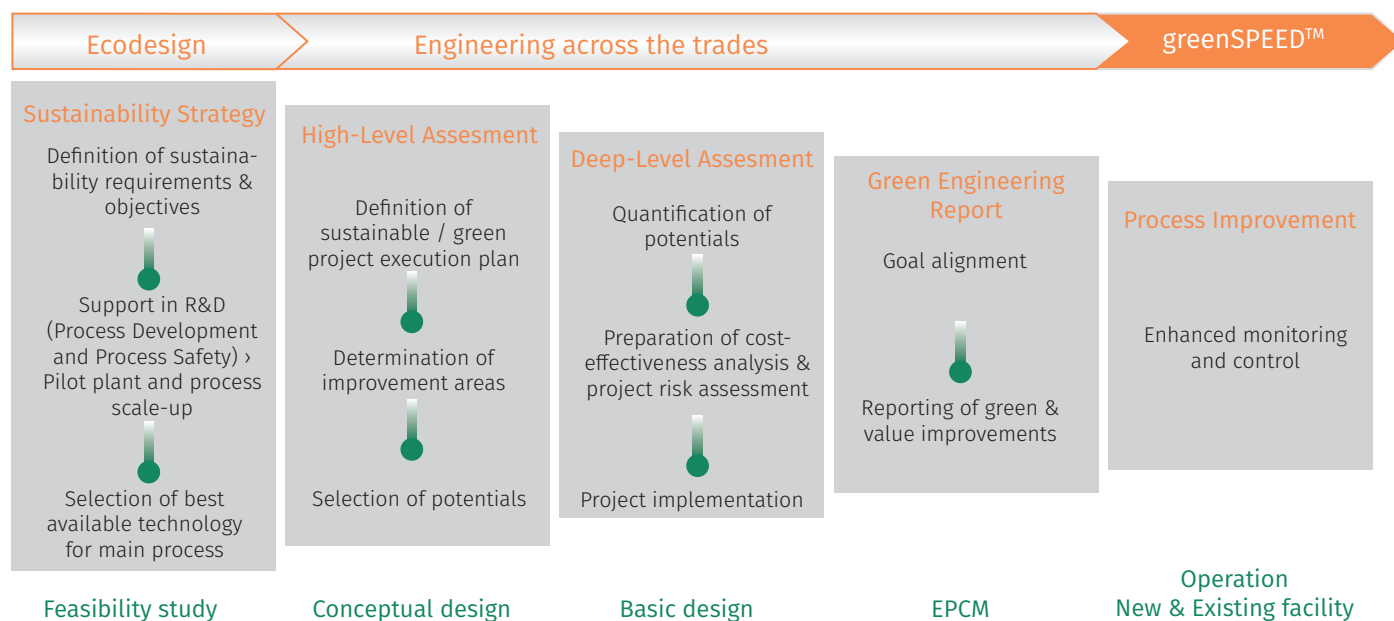 Ecodesign
Engineering across the trades
greenSPEED™
Sustainability Strategy
Definition of sustaina-
bility requirements &
objectives
Support in R&D
(Process Development
and Process Safety) ›
Pilot plant and process
scale-up
Selection of best
available technology
for main process
Feasibility study
High-Level Assesment
Definition of
sustainable / green
project execution plan
Determination of
improvement areas
Selection of potentials
Conceptual design
Deep-Level Assesment
Quantification of
potentials
Preparation of cost-
effectiveness analysis &
project risk assessment
Project implementation
Basic design
Green Engineering
Report
Goal alignment
Reporting of green &
value improvements
EPCM
Process Improvement
Enhanced monitoring
and control
Operation
New & Existing facility